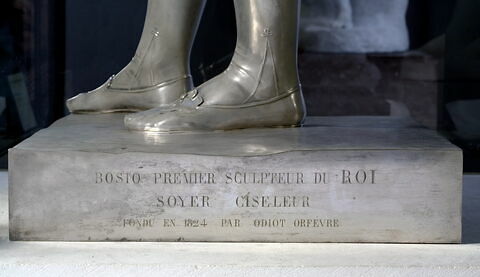 BOSIO PREMIER SCULPTEUR DU ROI
SOYER CISELEUR
FONDU EN 1824 PAR ODIOT ORFEVRE